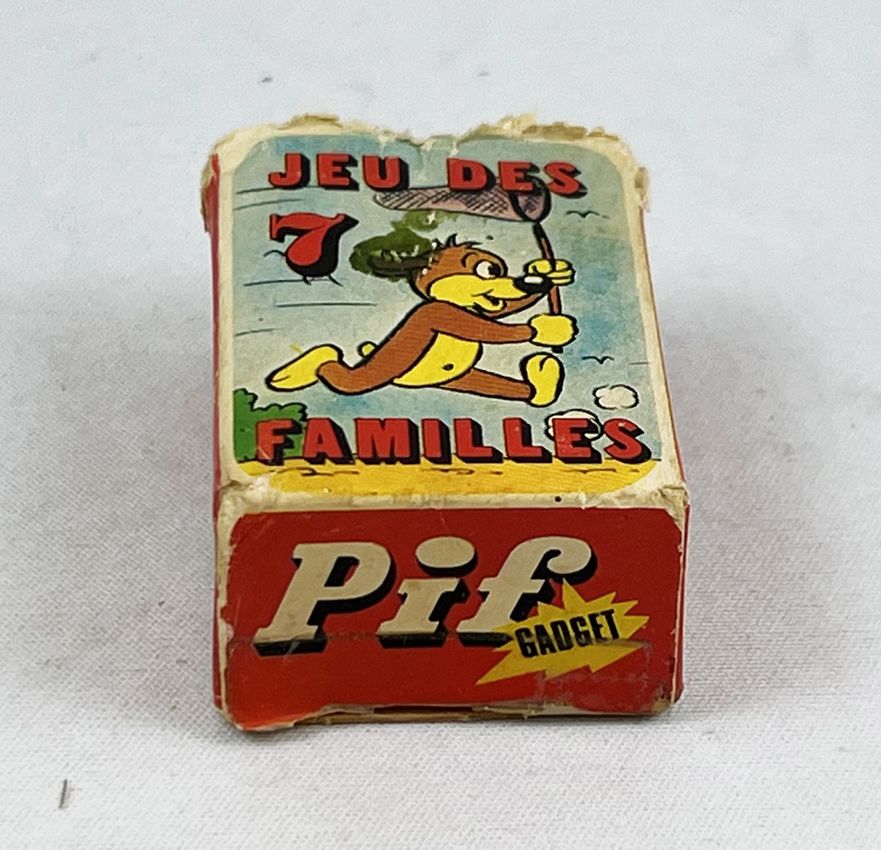 JEU DES
7
FAMILLES
Pif
GADGET